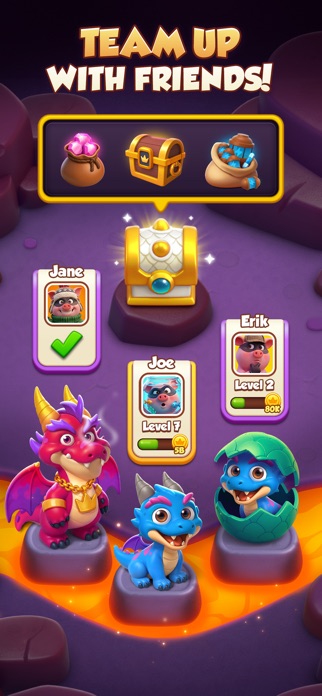 TEAM UP
WITH FRIENDS!
Jane
Erik
Level 2
80K
Joe
Level 7
5B